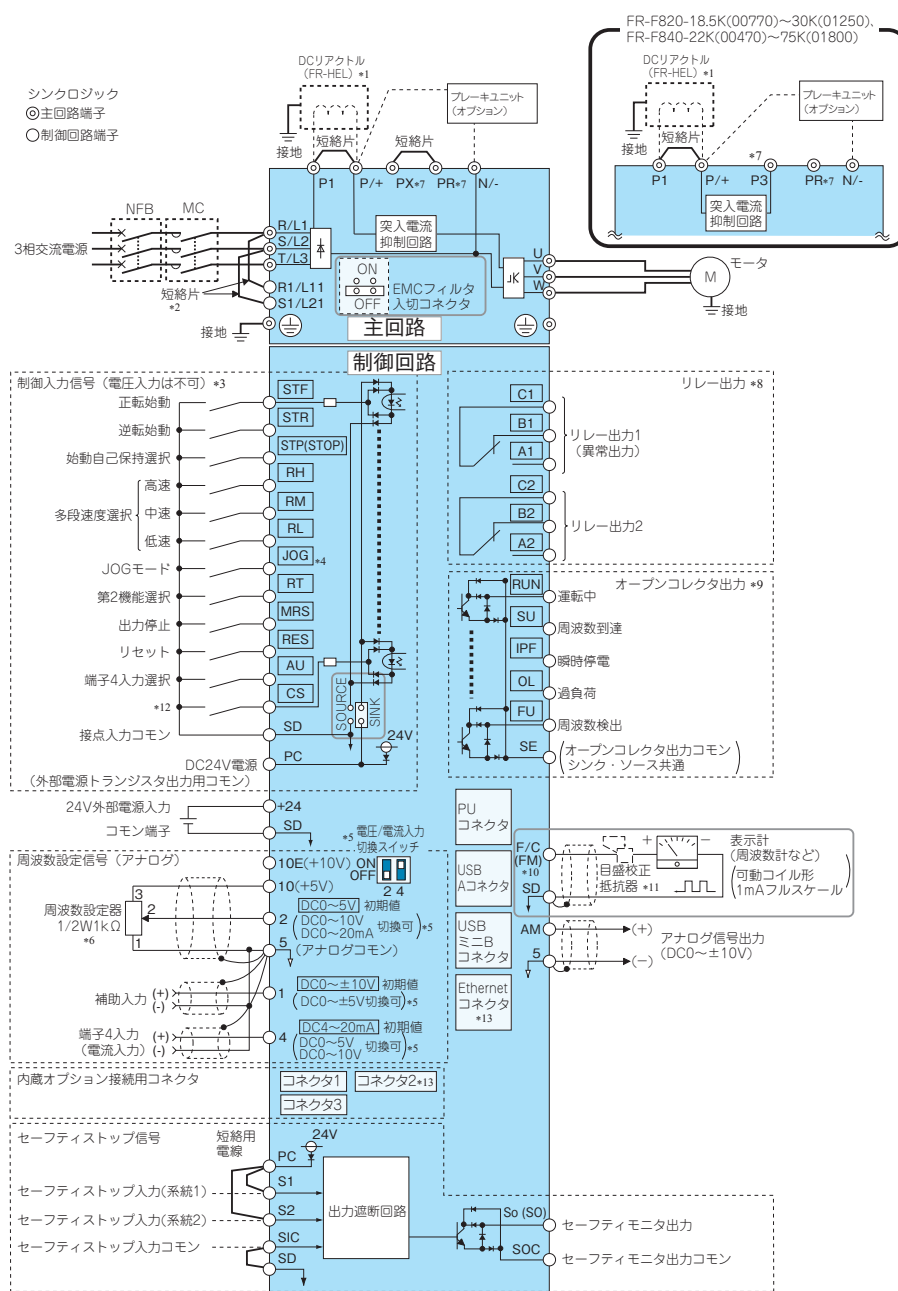 FR-F820-18.5K(00770)～30K(01250)、
FR-F840-22K(00470)～75K(01800)
DCリアクトル
(FR-HEL) *1
ブレーキユニット
(オプション)
接地
短絡片
*7
P1 P/+ P3 PR*7 N/-
突入電流
抑制回路
シンクロジック
◎主回路端子
○制御回路端子
DCリアクトル
(FR-HEL) *1
ブレーキユニット
(オプション)
接地
短絡片 短絡片
P1 P/+ PX*7 PR*7 N/-
NFB MC
3相交流電源
R/L1
S/L2
T/L3
R1/L11
S1/L21
短絡片
*2
接地
突入電流
抑制回路
ON
OFF
EMCフィルタ
入切コネクタ
U
V
W
M
モータ
接地
主回路
制御回路
制御入力信号（電圧入力は不可）*3
正転始動 STF
逆転始動 STR
始動自己保持選択 STP(STOP)
多段速度選択
高速 RH
中速 RM
低速 RL
JOGモード JOG *4
第2機能選択 RT
出力停止 MRS
リセット RES
端子4入力選択 AU
*12 CS
接点入力コモン SD
SOURCE
SINK
24V
DC24V電源 PC
（外部電源トランジスタ出力用コモン）
24V外部電源入力 +24
コモン端子 SD
リレー出力 *8
C1
B1
A1
リレー出力1
（異常出力）
C2
B2
A2
リレー出力2
オープンコレクタ出力 *9
RUN 運転中
SU 周波数到達
IPF 瞬時停電
OL 過負荷
FU 周波数検出
SE
オープンコレクタ出力コモン
シンク・ソース共通
周波数設定信号（アナログ）
*5 電圧/電流入力
切換スイッチ
10E(+10V) ON
OFF
2 4
10(+5V)
周波数設定器
1/2W1kΩ
*6
3
2
1
2 DC0～5V 初期値
DC0～10V
DC0～20mA 切換可 *5
5 (アナログコモン)
補助入力 (+)
(-)
1 DC0～±10V 初期値
(DC0～±5V切換可)*5
端子4入力 (+)
(電流入力) (-)
4 DC4～20mA 初期値
DC0～5V
DC0～10V 切換可 *5
PU
コネクタ
USB
Aコネクタ
USB
ミニB
コネクタ
Ethernet
コネクタ
*13
F/C
(FM)
*10
SD
+ -
目盛校正
抵抗器 *11
表示計
(周波数計など)
可動コイル形
1mAフルスケール
AM (+)
5 (-)
アナログ信号出力
(DC0～±10V)
内蔵オプション接続用コネクタ
コネクタ1 コネクタ2*13
コネクタ3
セーフティストップ信号
短絡用
電線
24V
PC
セーフティストップ入力(系統1) S1
セーフティストップ入力(系統2) S2
セーフティストップ入力コモン SIC
SD
出力遮断回路
So (SO) セーフティモニタ出力
SOC セーフティモニタ出力コモン